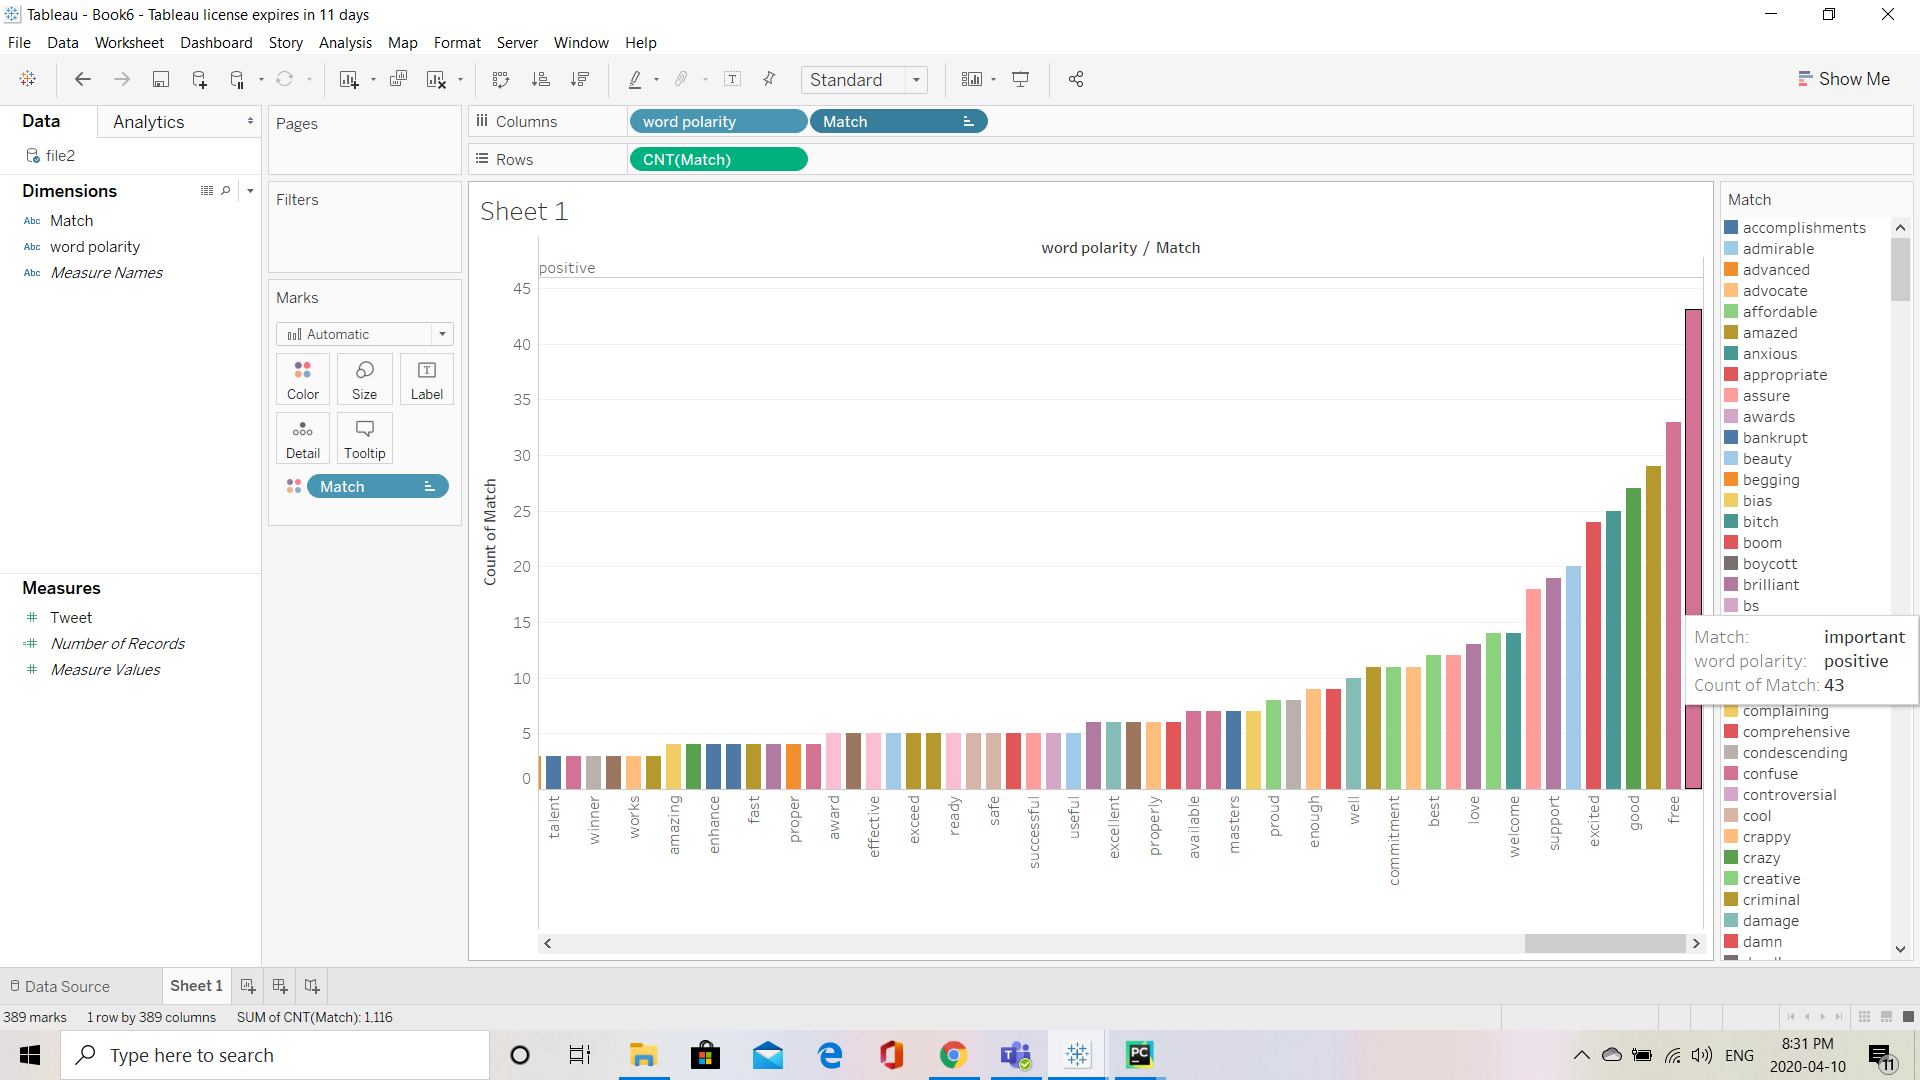 Tableau - Book6 - Tableau license expires in 11 days
File Data Worksheet Dashboard Story Analysis Map Format Server Window Help
Standard
Show Me
Data Analytics
file2
Dimensions
Abc Match
Abc word polarity
Abc Measure Names
Measures
Tweet
Number of Records
Measure Values
Pages
Filters
Marks
Automatic
Color Size Label
Detail Tooltip
Match
Columns word polarity Match
Rows CNT(Match)
Sheet 1
word polarity / Match
positive
45
40
35
30
25
20
15
10
5
0
Count of Match
talent winner works amazing enhance fast proper award effective exceed ready safe successful useful excellent properly available masters proud enough well commitment best love welcome support excited good free
Match
accomplishments
admirable
advanced
advocate
affordable
amazed
anxious
appropriate
assure
awards
bankrupt
beauty
begging
bias
bitch
boom
boycott
brilliant
bs
Match: important
word polarity: positive
Count of Match: 43
complaining
comprehensive
condescending
confuse
controversial
cool
crappy
crazy
creative
criminal
damage
damn
Data Source Sheet 1
389 marks 1 row by 389 columns SUM of CNT(Match): 1,116
Type here to search
PC
ENG
8:31 PM
2020-04-10
11